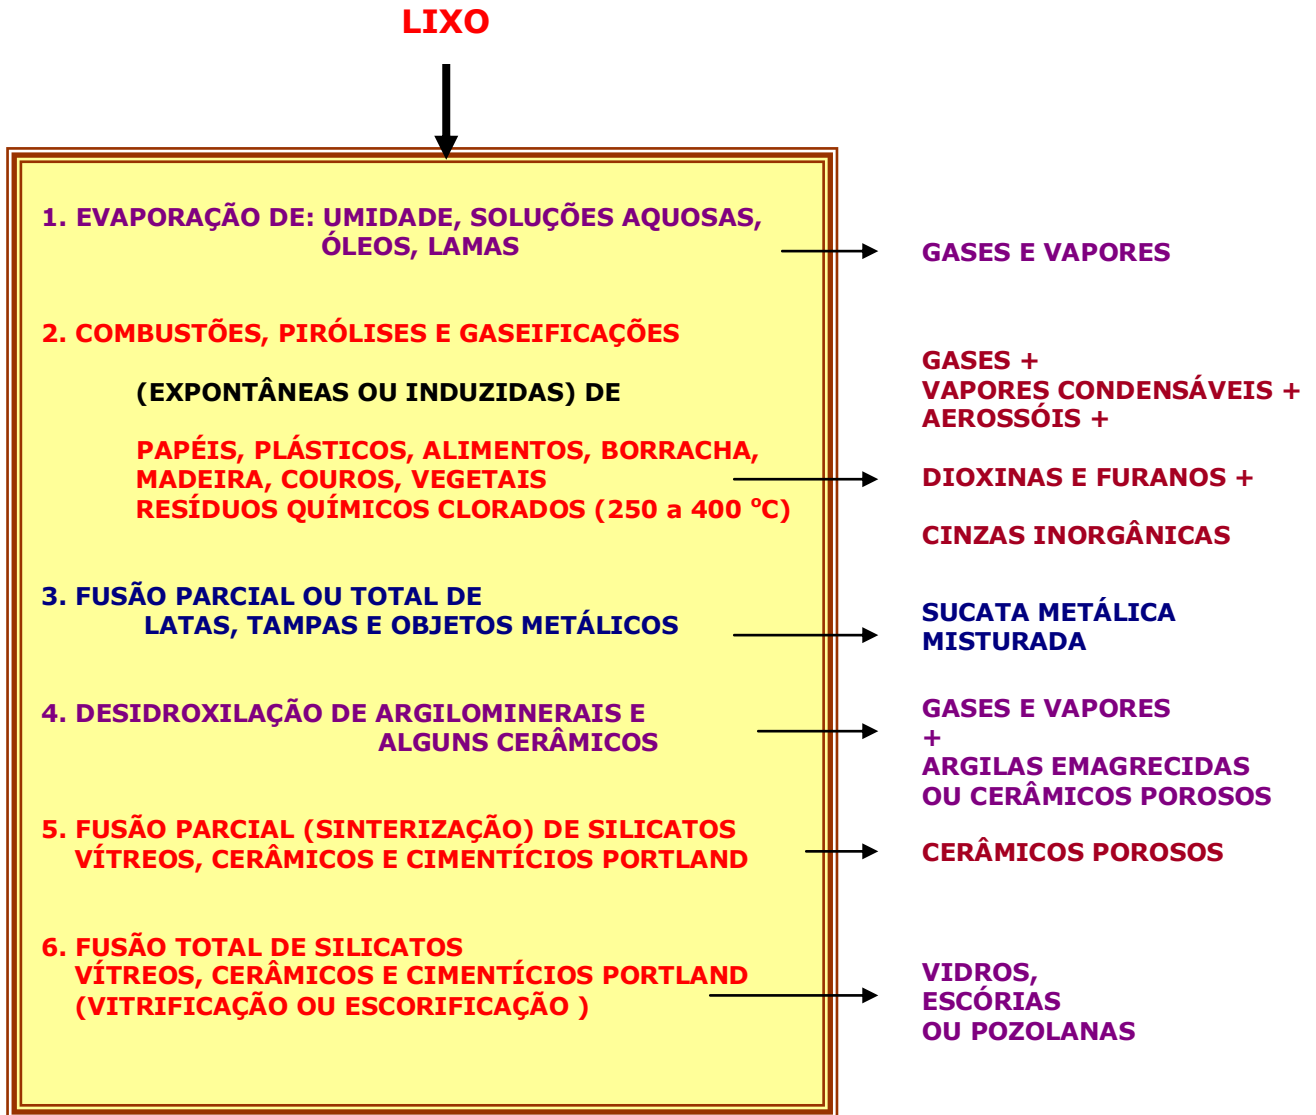 LIXO
1. EVAPORAÇÃO DE: UMIDADE, SOLUÇÕES AQUOSAS,
ÓLEOS, LAMAS
GASES E VAPORES
2. COMBUSTÕES, PIRÓLISES E GASEIFICAÇÕES
(EXPONTÂNEAS OU INDUZIDAS) DE
PAPÉIS, PLÁSTICOS, ALIMENTOS, BORRACHA,
MADEIRA, COUROS, VEGETAIS
RESÍDUOS QUÍMICOS CLORADOS (250 a 400 °C)
GASES +
VAPORES CONDENSÁVEIS +
AEROSSÓIS +
DIOXINAS E FURANOS +
CINZAS INORGÂNICAS
3. FUSÃO PARCIAL OU TOTAL DE
LATAS, TAMPAS E OBJETOS METÁLICOS
SUCATA METÁLICA
MISTURADA
4. DESIDROXILAÇÃO DE ARGILOMINERAIS E
ALGUNS CERÂMICOS
GASES E VAPORES
+
ARGILAS EMAGRECIDAS
OU CERÂMICOS POROSOS
5. FUSÃO PARCIAL (SINTERIZAÇÃO) DE SILICATOS
VÍTREOS, CERÂMICOS E CIMENTÍCIOS PORTLAND
CERÂMICOS POROSOS
6. FUSÃO TOTAL DE SILICATOS
VÍTREOS, CERÂMICOS E CIMENTÍCIOS PORTLAND
(VITRIFICAÇÃO OU ESCORIFICAÇÃO )
VIDROS,
ESCÓRIAS
OU POZOLANAS